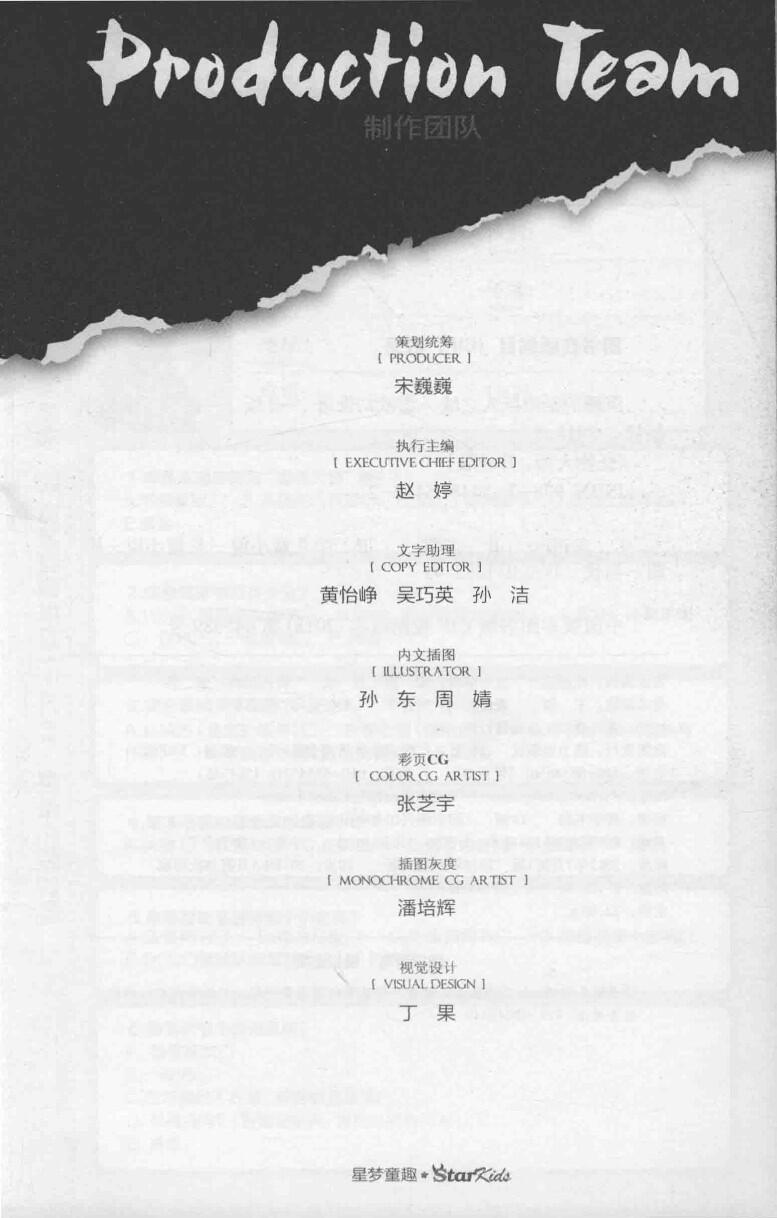 Production Team
制作团队
策划统筹
[ PRODUCER ]
宋巍巍
执行主编
[ EXECUTIVE CHIEF EDITOR ]
赵　婷
文字助理
[ COPY EDITOR ]
黄怡峥　吴巧英　孙　洁
内文插图
[ ILLUSTRATOR ]
孙　东　周　婧
彩页CG
[ COLOR CG ARTIST ]
张芝宇
插图灰度
[ MONOCHROME CG ARTIST ]
潘培辉
视觉设计
[ VISUAL DESIGN ]
丁　果
星梦童趣★StarKids